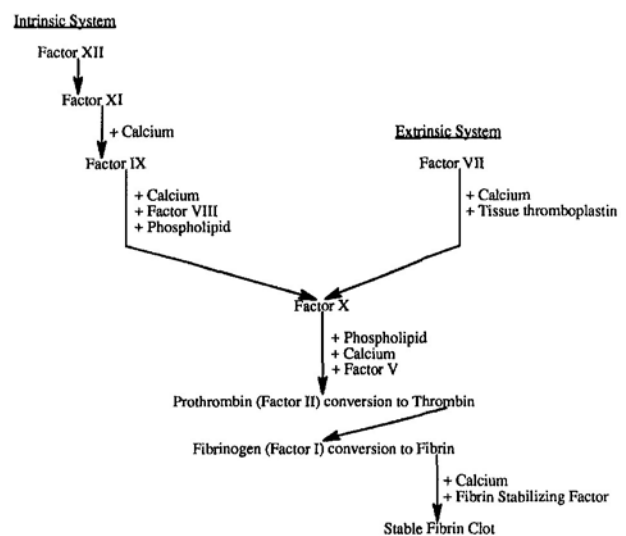 Intrinsic System
Factor XII
Factor XI
+ Calcium
Factor IX
+ Calcium
+ Factor VIII
+ Phospholipid
Extrinsic System
Factor VII
+ Calcium
+ Tissue thromboplastin
Factor X
+ Phospholipid
+ Calcium
+ Factor V
Prothrombin (Factor II) conversion to Thrombin
Fibrinogen (Factor I) conversion to Fibrin
+ Calcium
+ Fibrin Stabilizing Factor
Stable Fibrin Clot